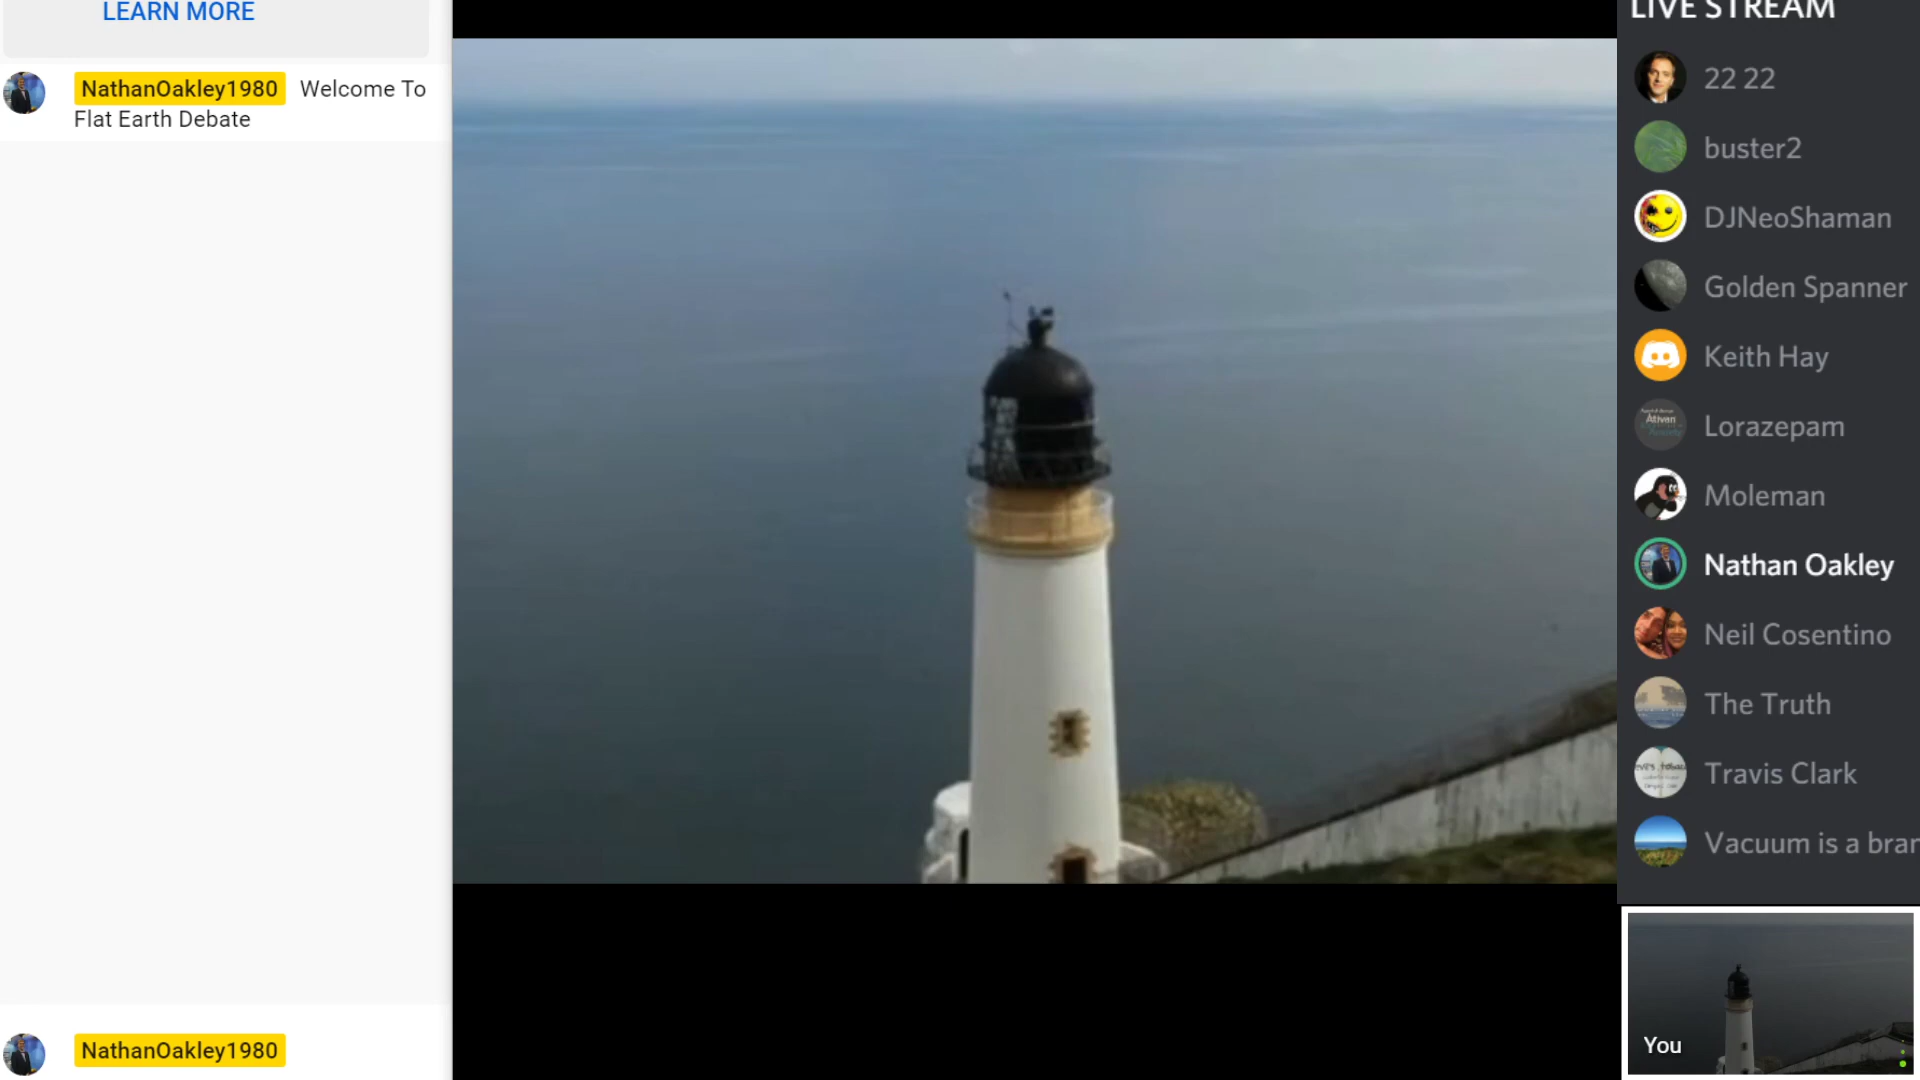 LEARN MORE
NathanOakley1980 Welcome To
Flat Earth Debate
NathanOakley1980
LIVE STREAM
22 22
buster2
DJNeoShaman
Golden Spanner
Keith Hay
Ativan
Lorazepam
Moleman
Nathan Oakley
Neil Cosentino
The Truth
Travis Clark
Vacuum is a bran
You